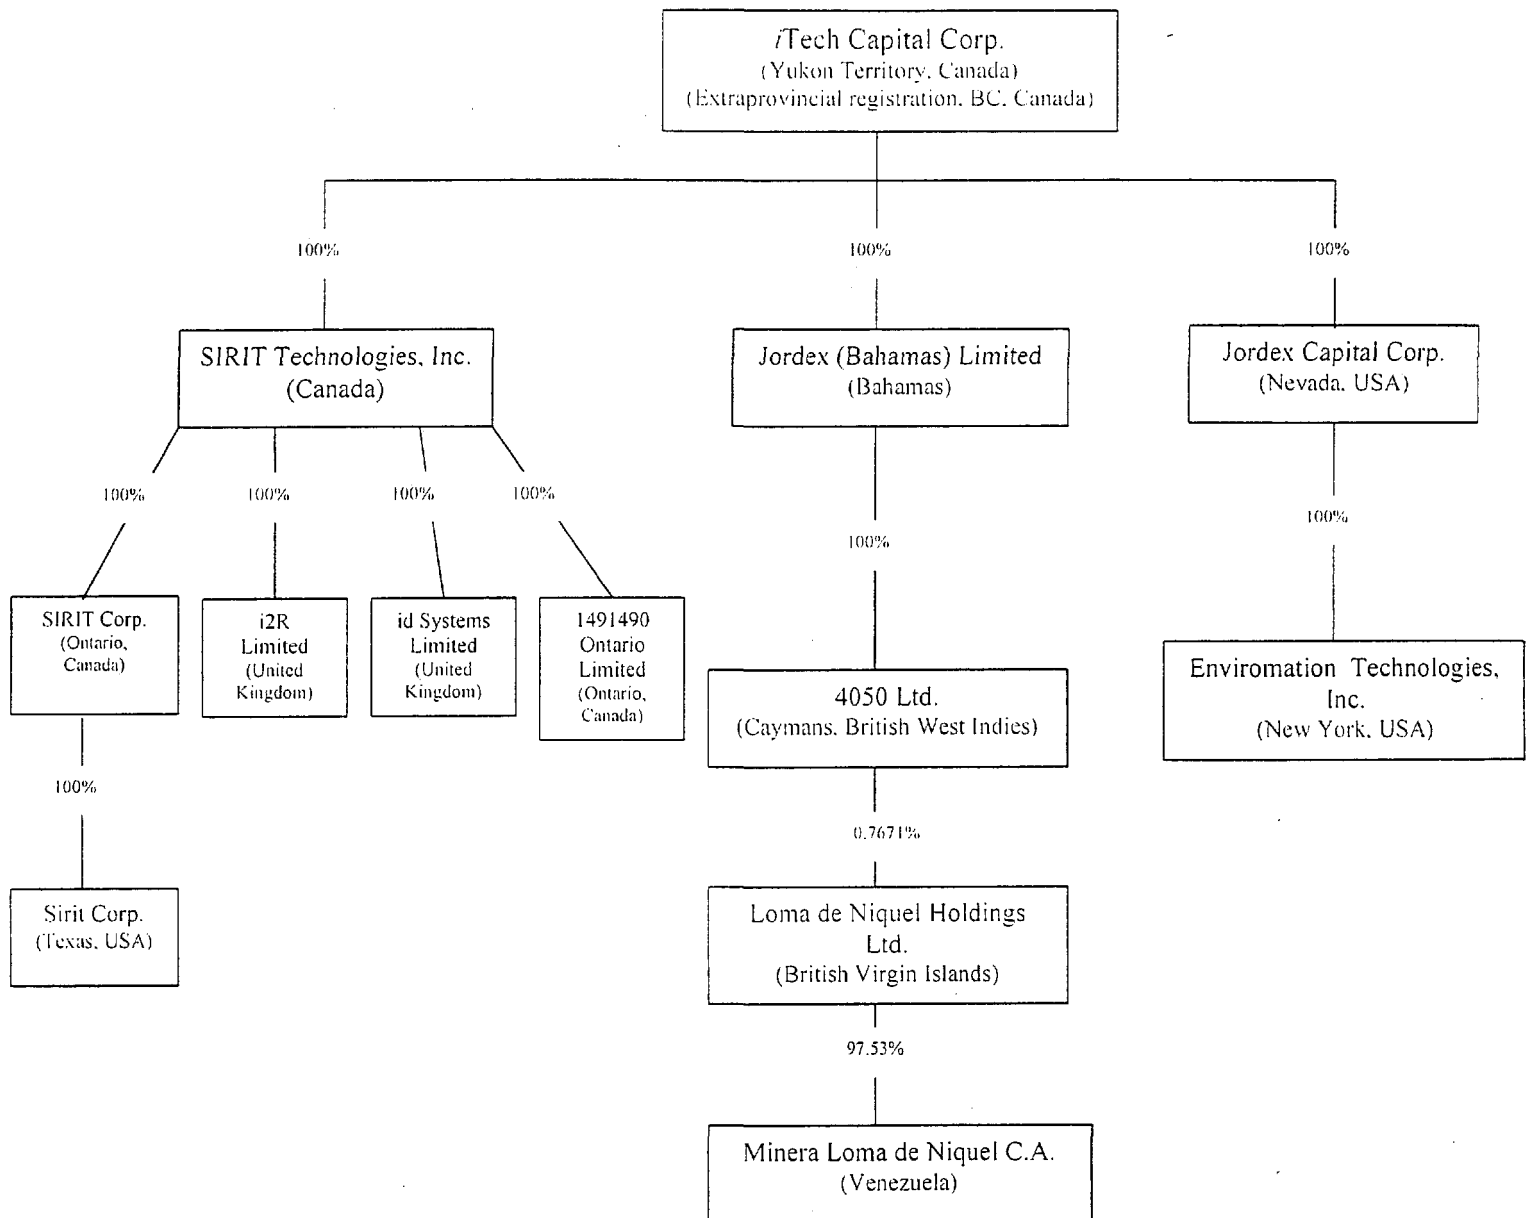 iTech Capital Corp.
(Yukon Territory, Canada)
(Extraprovincial registration, BC, Canada)
100%
100%
100%
SIRIT Technologies, Inc.
(Canada)
Jordex (Bahamas) Limited
(Bahamas)
Jordex Capital Corp.
(Nevada, USA)
100%
100%
100%
100%
100%
100%
SIRIT Corp.
(Ontario,
Canada)
i2R
Limited
(United
Kingdom)
id Systems
Limited
(United
Kingdom)
1491490
Ontario
Limited
(Ontario,
Canada)
4050 Ltd.
(Caymans, British West Indies)
Enviromation Technologies,
Inc.
(New York, USA)
100%
0.7671%
Sirit Corp.
(Texas, USA)
Loma de Niquel Holdings
Ltd.
(British Virgin Islands)
97.53%
Minera Loma de Niquel C.A.
(Venezuela)